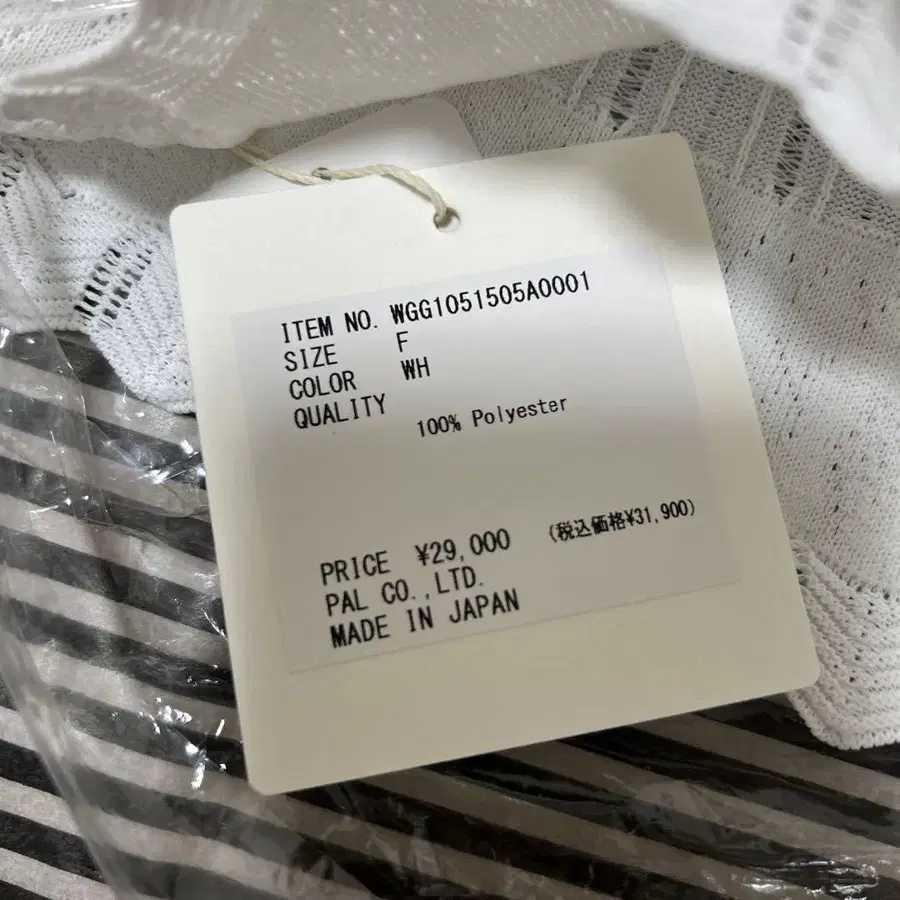 ITEM NO. WGG1051505A0001
SIZE F
COLOR WH
QUALITY
100% Polyester
PRICE ¥29,000 (税込価格¥31,900)
PAL CO.,LTD.
MADE IN JAPAN